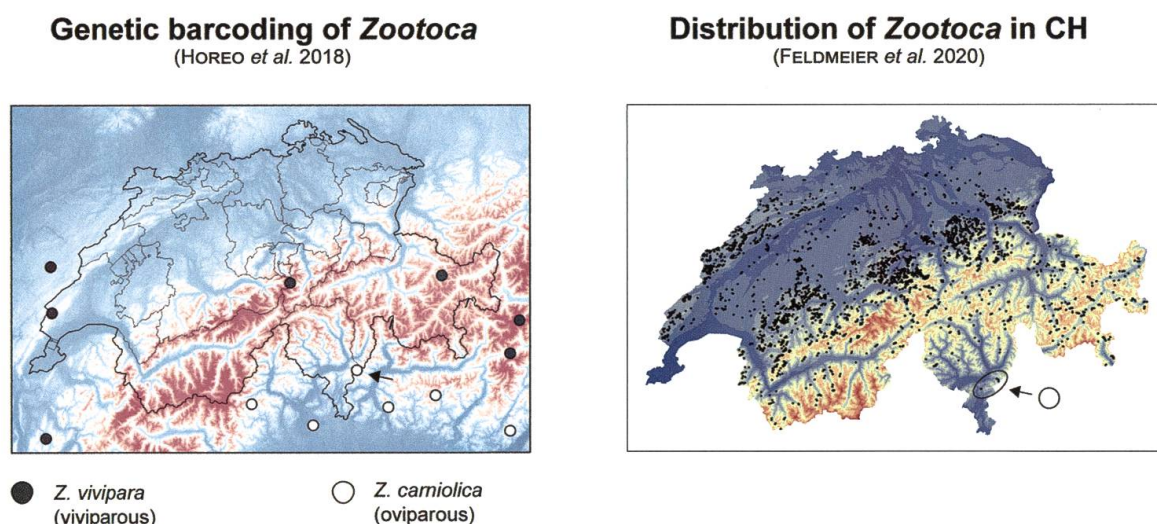 Genetic barcoding of Zootoca
(HOREO et al. 2018)
Distribution of Zootoca in CH
(FELDMEIER et al. 2020)
Z. vivipara
(viviparous)
Z. carniolica
(oviparous)